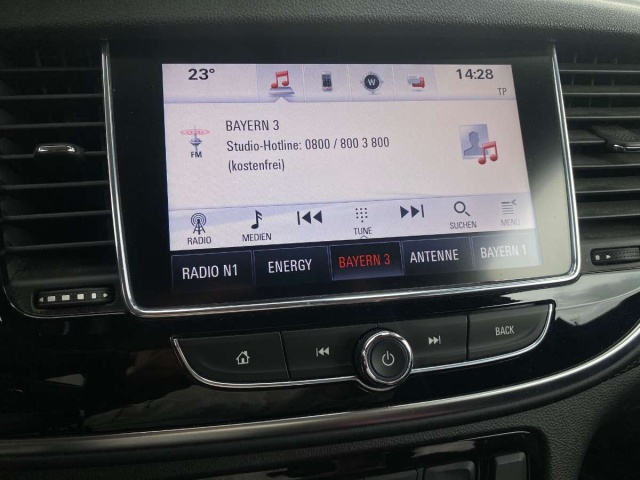 23°
14:28
TP
W
BAYERN 3
Studio-Hotline: 0800 / 800 3 800
(kostenfrei)
FM
RADIO
MEDIEN
TUNE
SUCHEN
MENÜ
RADIO N1
ENERGY
BAYERN 3
ANTENNE
BAYERN 1
BACK